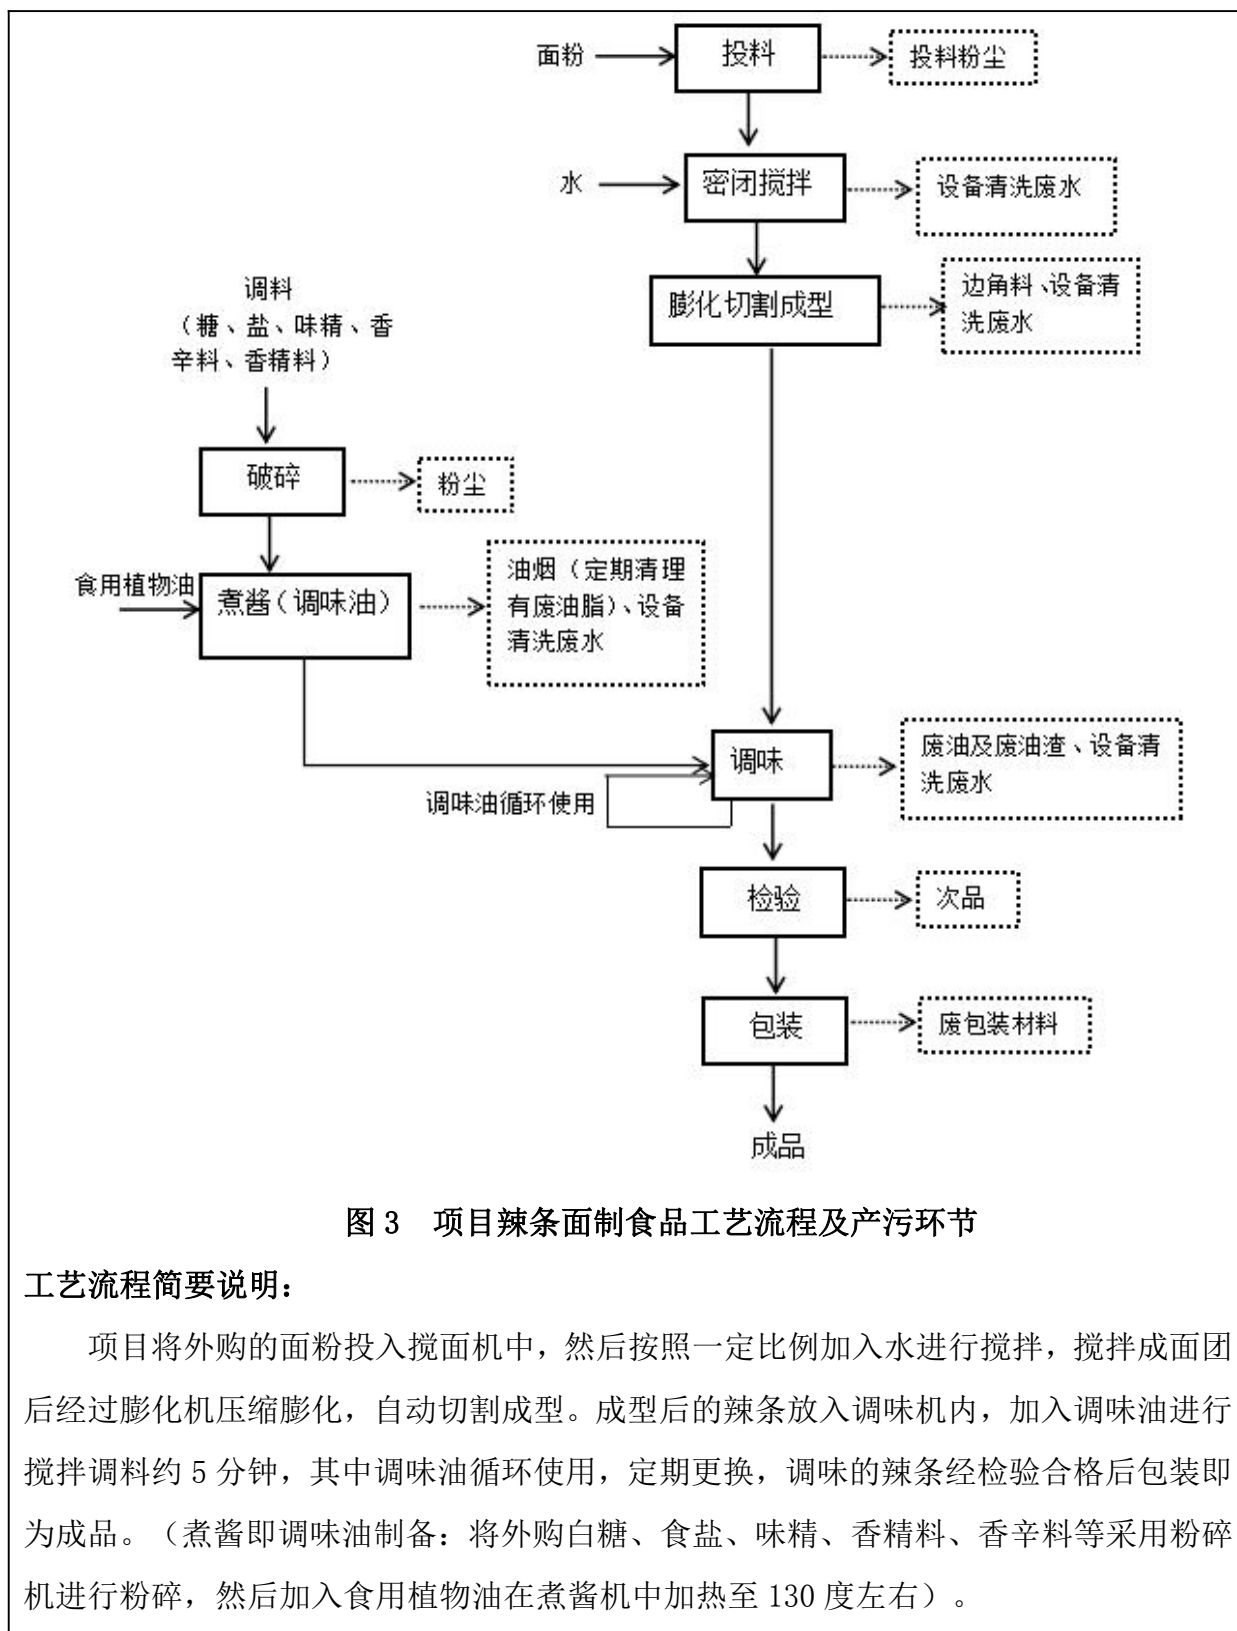 面粉
投料
投料粉尘
水
密闭搅拌
设备清洗废水
膨化切割成型
边角料、设备清
洗废水
调料
（糖、盐、味精、香
辛料、香精料）
破碎
粉尘
食用植物油
煮酱（调味油）
油烟（定期清理
有废油脂）、设备
清洗废水
调味
废油及废油渣、设备清
洗废水
调味油循环使用
检验
次品
包装
废包装材料
成品
图 3　项目辣条面制食品工艺流程及产污环节
工艺流程简要说明：
项目将外购的面粉投入搅面机中，然后按照一定比例加入水进行搅拌，搅拌成面团
后经过膨化机压缩膨化，自动切割成型。成型后的辣条放入调味机内，加入调味油进行
搅拌调料约 5 分钟，其中调味油循环使用，定期更换，调味的辣条经检验合格后包装即
为成品。（煮酱即调味油制备：将外购白糖、食盐、味精、香精料、香辛料等采用粉碎
机进行粉碎，然后加入食用植物油在煮酱机中加热至 130 度左右）。